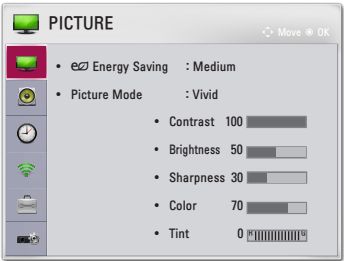 PICTURE
Move OK
• Energy Saving : Medium
• Picture Mode : Vivid
• Contrast 100
• Brightness 50
• Sharpness 30
• Color 70
• Tint 0 R G